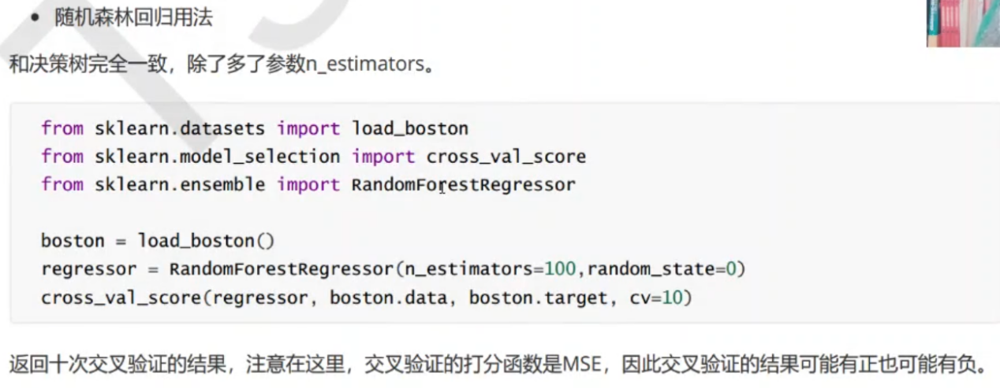 • 随机森林回归用法
和决策树完全一致，除了多了参数n_estimators。
from sklearn.datasets import load_boston
from sklearn.model_selection import cross_val_score
from sklearn.ensemble import RandomForestRegressor
boston = load_boston()
regressor = RandomForestRegressor(n_estimators=100,random_state=0)
cross_val_score(regressor, boston.data, boston.target, cv=10)
返回十次交叉验证的结果，注意在这里，交叉验证的打分函数是MSE，因此交叉验证的结果可能有正也可能有负。